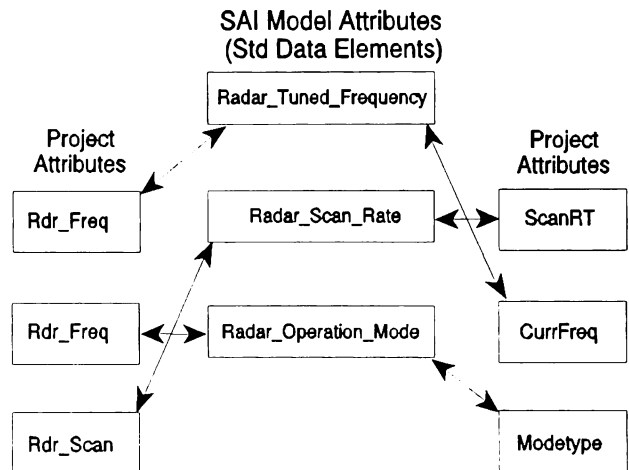 SAI Model Attributes
(Std Data Elements)
Radar_Tuned_Frequency
Project
Attributes
Project
Attributes
Rdr_Freq
Radar_Scan_Rate
ScanRT
Rdr_Freq
Radar_Operation_Mode
CurrFreq
Rdr_Scan
Modetype